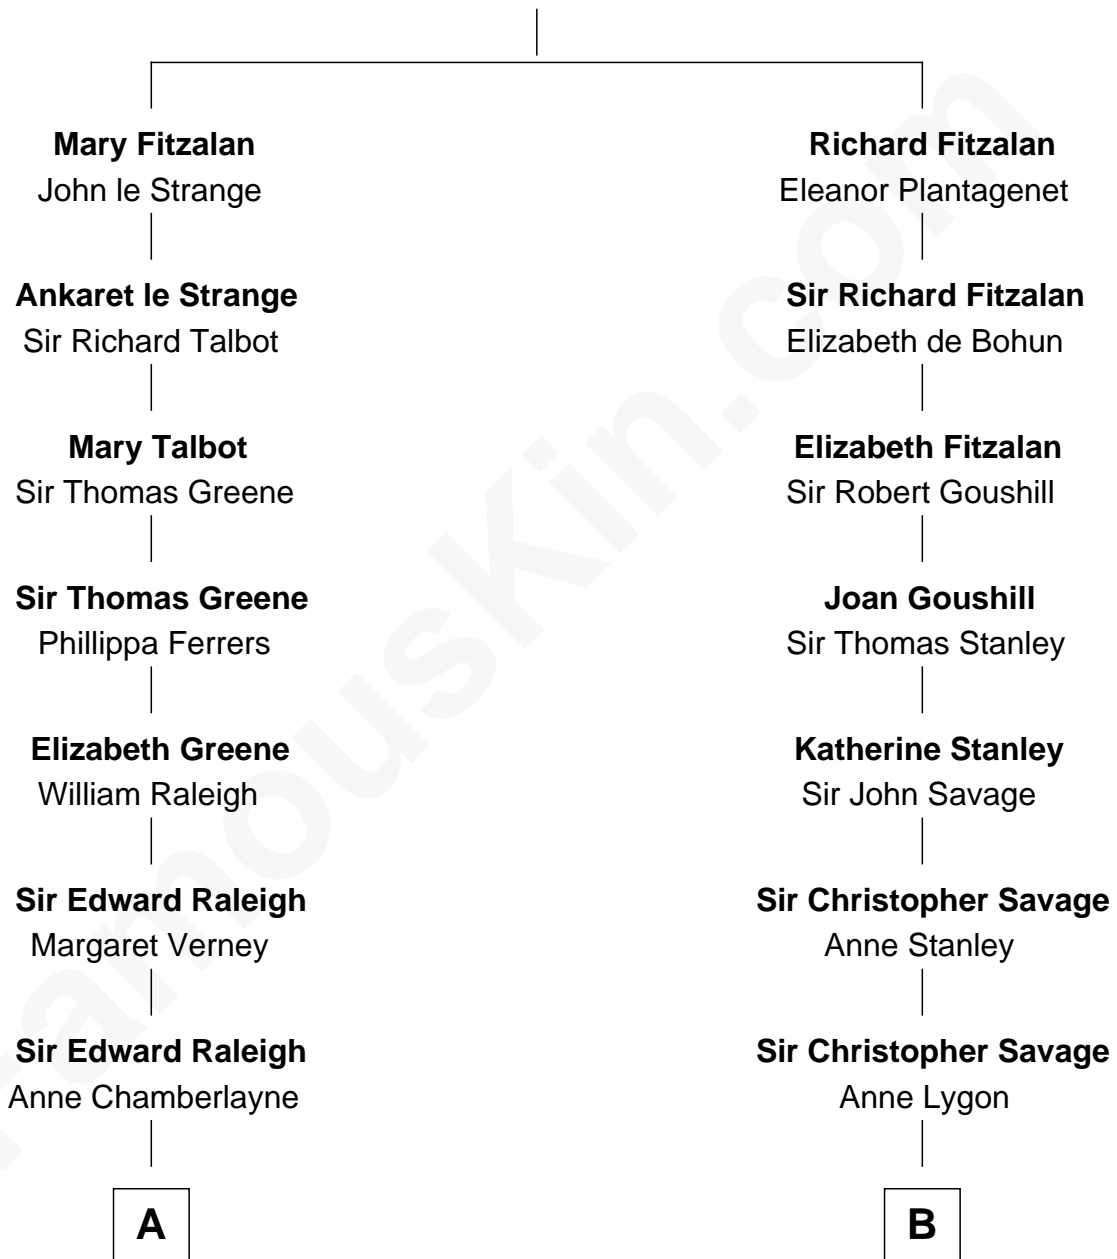 Mary Fitzalan
John le Strange
Richard Fitzalan
Eleanor Plantagenet
Ankaret le Strange
Sir Richard Talbot
Sir Richard Fitzalan
Elizabeth de Bohun
Mary Talbot
Sir Thomas Greene
Elizabeth Fitzalan
Sir Robert Goushill
Sir Thomas Greene
Phillippa Ferrers
Joan Goushill
Sir Thomas Stanley
Elizabeth Greene
William Raleigh
Katherine Stanley
Sir John Savage
Sir Edward Raleigh
Margaret Verney
Sir Christopher Savage
Anne Stanley
Sir Edward Raleigh
Anne Chamberlayne
Sir Christopher Savage
Anne Lygon
A
B
FamousKin.com